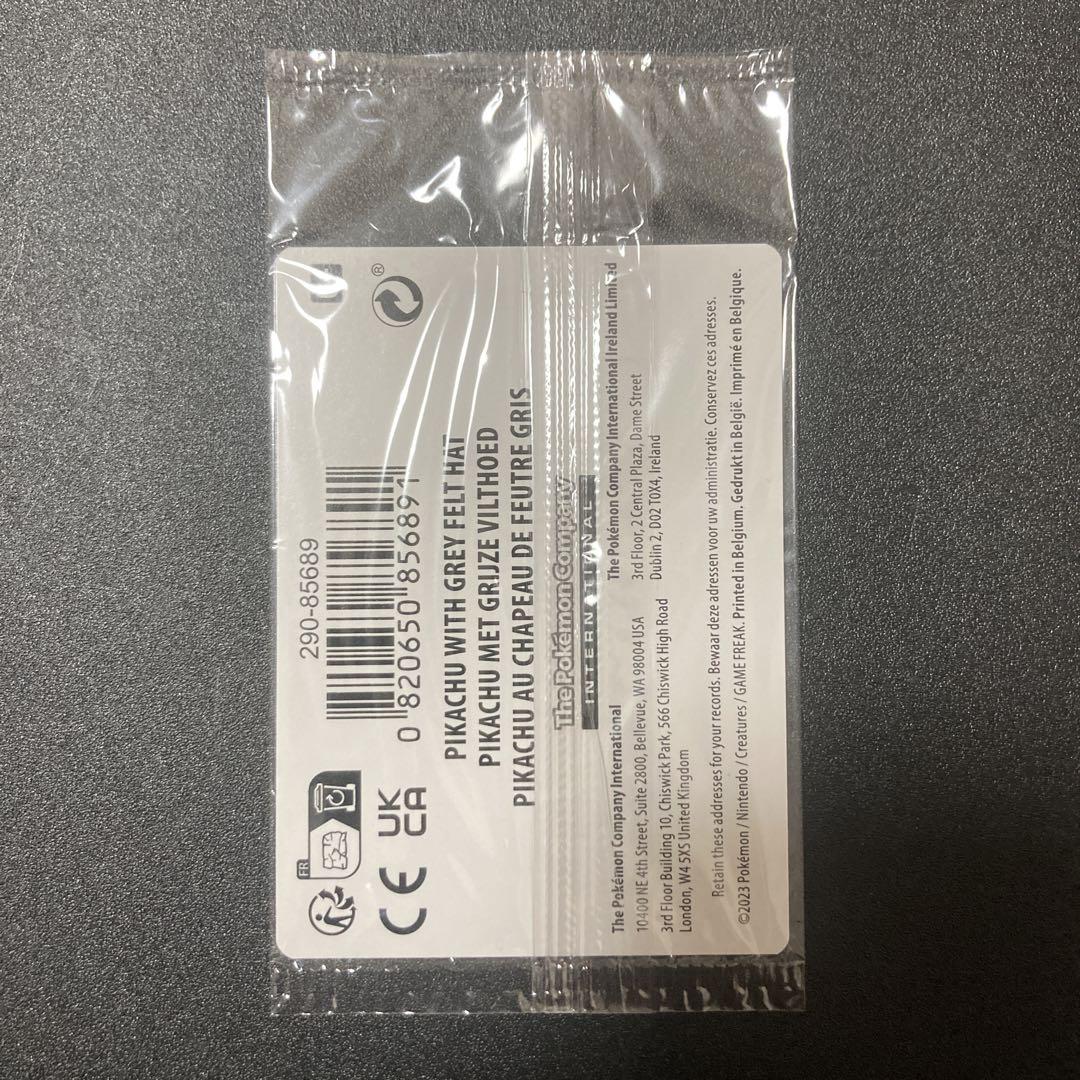 FR
CE
UK
CA
290-85689
0 820650 856891
®
PIKACHU WITH GREY FELT HAT
PIKACHU MET GRIJZE VILTHOED
PIKACHU AU CHAPEAU DE FEUTRE GRIS
The Pokémon Company
INTERNATIONAL
The Pokémon Company International
10400 NE 4th Street, Suite 2800, Bellevue, WA 98004 USA
3rd Floor Building 10, Chiswick Park, 566 Chiswick High Road
London, W4 5XS United Kingdom
The Pokémon Company International Ireland Limited
3rd Floor, 2 Central Plaza, Dame Street
Dublin 2, D02 T0X4, Ireland
Retain these addresses for your records. Bewaar deze adressen voor uw administratie. Conservez ces adresses.
©2023 Pokémon / Nintendo / Creatures / GAME FREAK. Printed in Belgium. Gedrukt in België. Imprimé en Belgique.